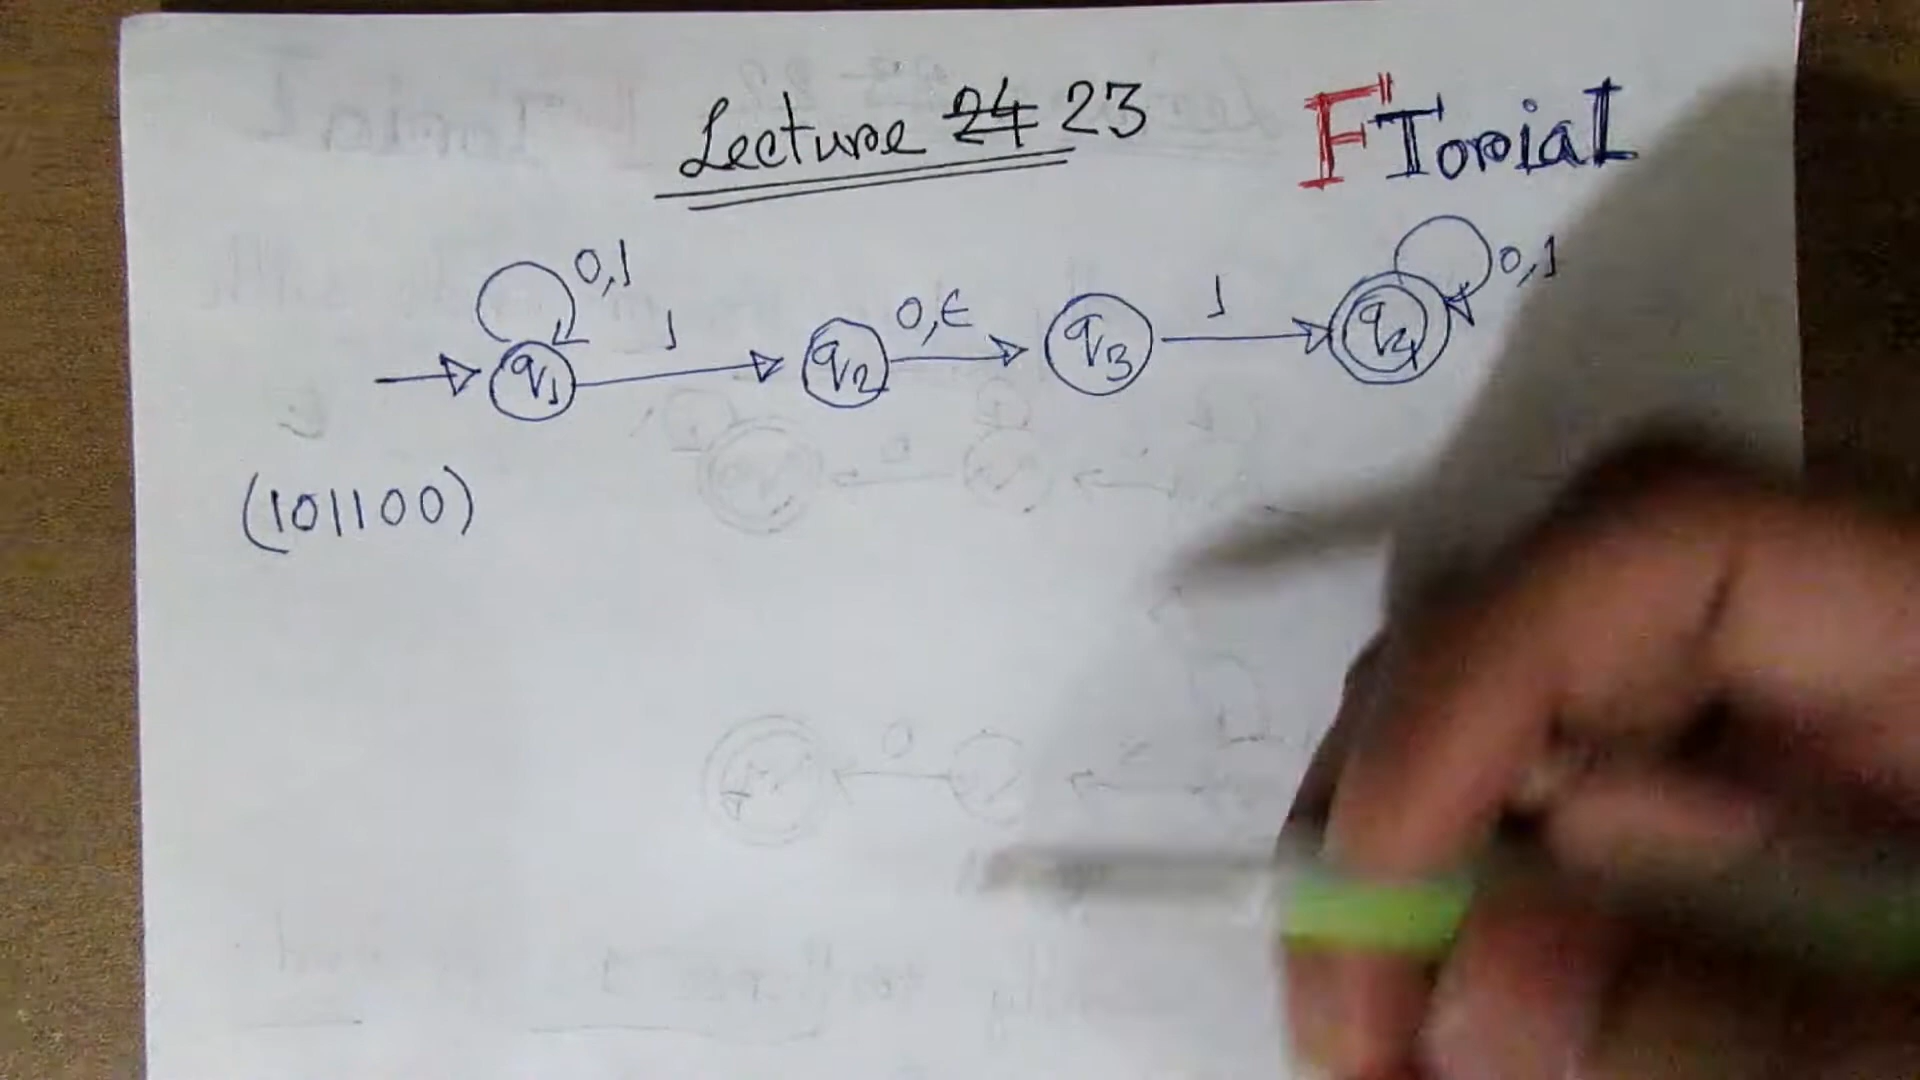 Lecture 24 23
FTorial
0,1
1
0,ϵ
1
0,1
q1
q2
q3
q4
(101100)